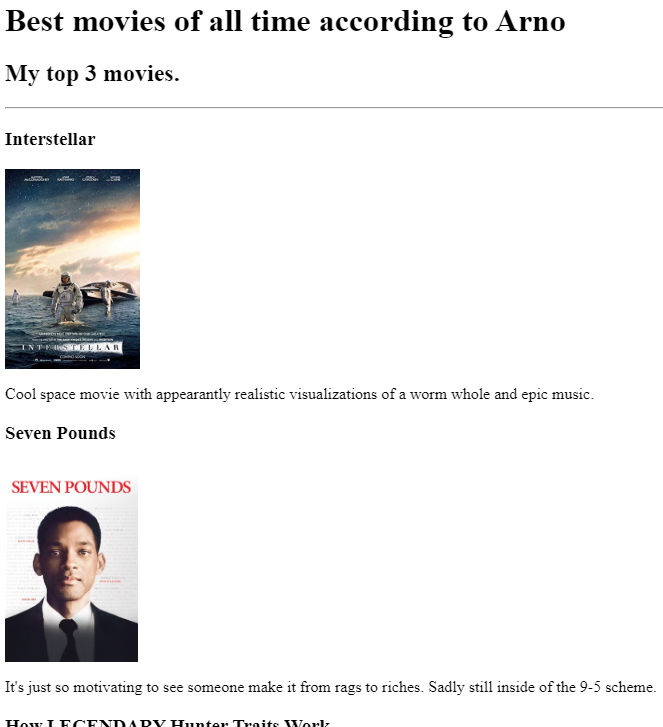 Best movies of all time according to Arno
My top 3 movies.
Interstellar
INTERSTELLAR
COMING SOON
Cool space movie with appearantly realistic visualizations of a worm whole and epic music.
Seven Pounds
SEVEN POUNDS
It's just so motivating to see someone make it from rags to riches. Sadly still inside of the 9-5 scheme.
How LEGENDARY Hunter Traits Work